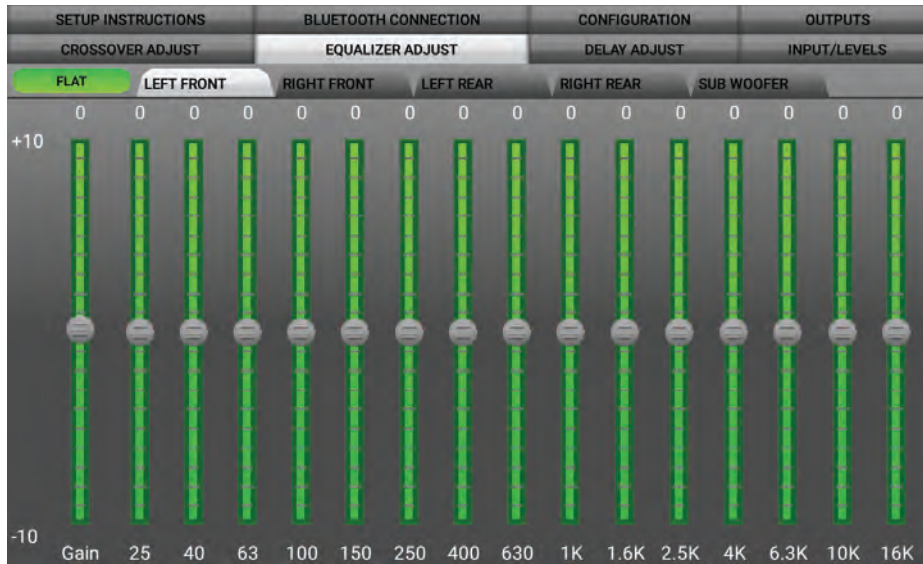 SETUP INSTRUCTIONS BLUETOOTH CONNECTION CONFIGURATION OUTPUTS
CROSSOVER ADJUST EQUALIZER ADJUST DELAY ADJUST INPUT/LEVELS
FLAT LEFT FRONT RIGHT FRONT LEFT REAR RIGHT REAR SUB WOOFER
0 0 0 0 0 0 0 0 0 0 0 0 0 0 0 0
+10
-10
Gain 25 40 63 100 150 250 400 630 1K 1.6K 2.5K 4K 6.3K 10K 16K